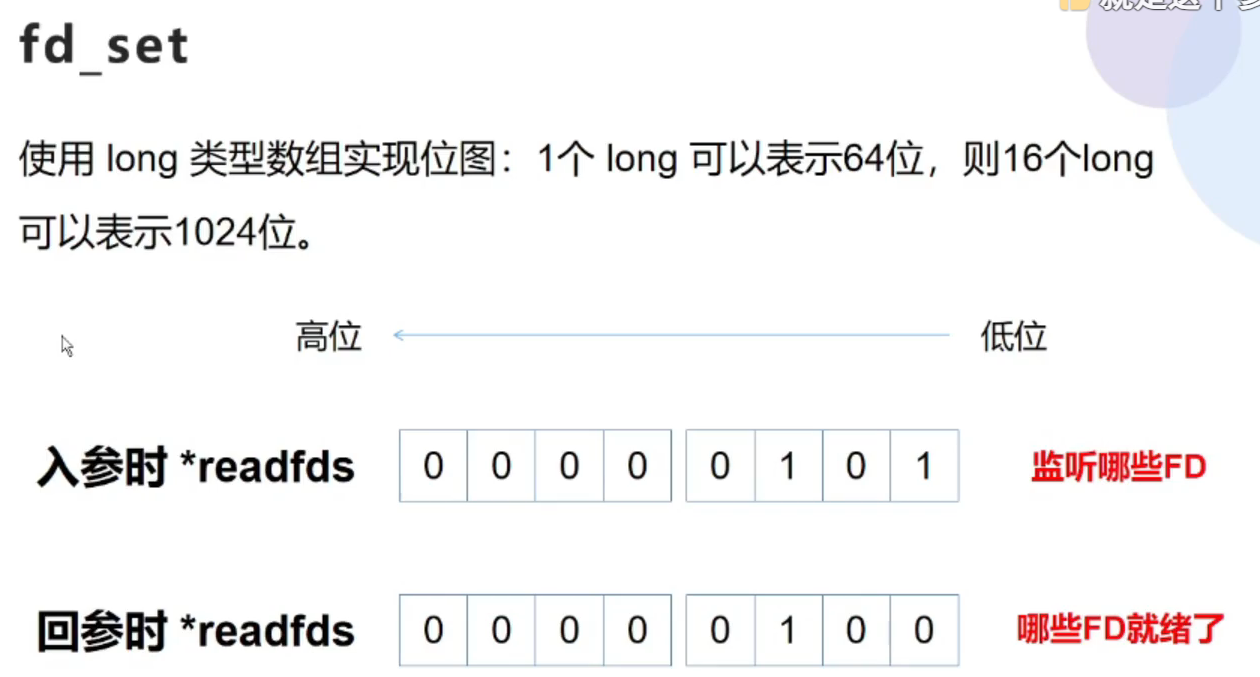 就是这个
fd_set
使用 long 类型数组实现位图：1个 long 可以表示64位，则16个long
可以表示1024位。
高位 低位
入参时 *readfds 0 0 0 0 0 1 0 1 监听哪些FD
回参时 *readfds 0 0 0 0 0 1 0 0 哪些FD就绪了